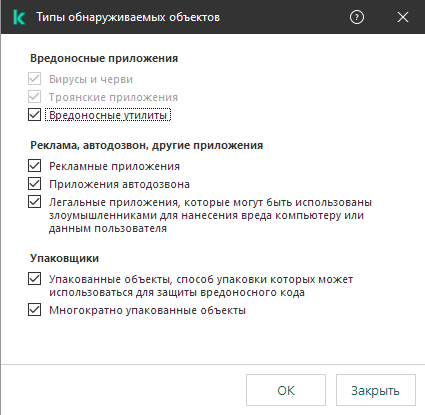 Типы обнаруживаемых объектов
Вредоносные приложения
Вирусы и черви
Троянские приложения
Вредоносные утилиты
Реклама, автодозвон, другие приложения
Рекламные приложения
Приложения автодозвона
Легальные приложения, которые могут быть использованы
злоумышленниками для нанесения вреда компьютеру или
данным пользователя
Упаковщики
Упакованные объекты, способ упаковки которых может
использоваться для защиты вредоносного кода
Многократно упакованные объекты
ОК
Закрыть